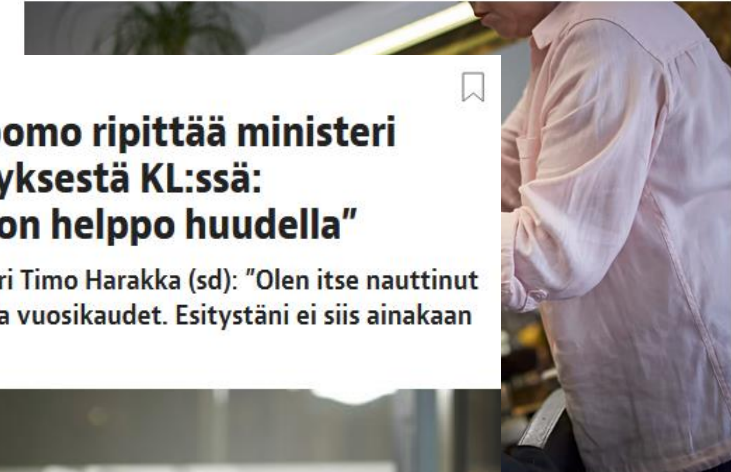 omo ripittää ministeri
yksestä KL:ssä:
on helppo huudella”
ri Timo Harakka (sd): ”Olen itse nauttinut
a vuosikaudet. Esitystäni ei siis ainakaan